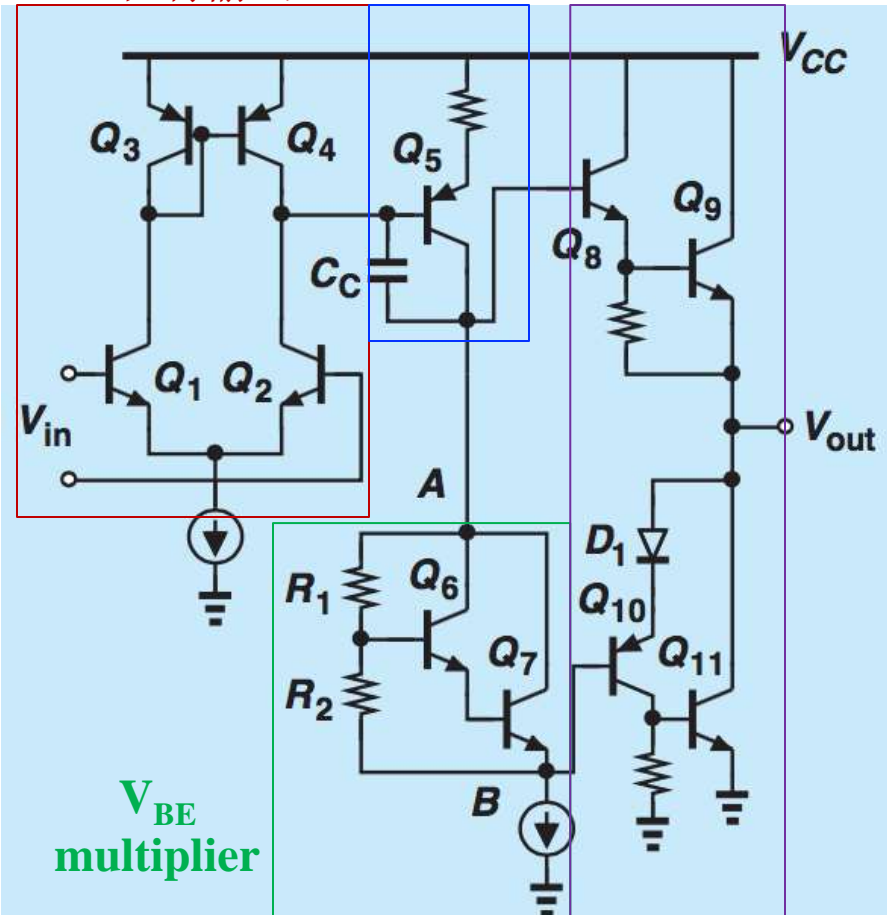 V_CC
Q_3
Q_4
Q_5
Q_9
Q_8
C_C
Q_1
Q_2
V_in
V_out
A
D_1
R_1
Q_6
Q_10
Q_7
Q_11
R_2
B
V_BE
multiplier